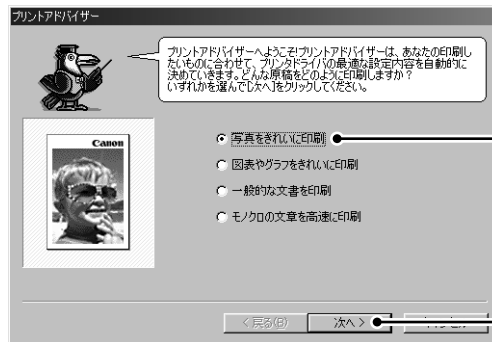 プリントアドバイザー
プリントアドバイザーへようこそ!プリントアドバイザーは、あなたの印刷し
たいものに合わせて、プリンタドライバの最適な設定内容を自動的に
決めていきます。どんな原稿をどのように印刷しますか?
いずれかを選んで[次へ]をクリックしてください。
Canon
写真をきれいに印刷
図表やグラフをきれいに印刷
一般的な文書を印刷
モノクロの文章を高速に印刷
< 戻る(B)
次へ >